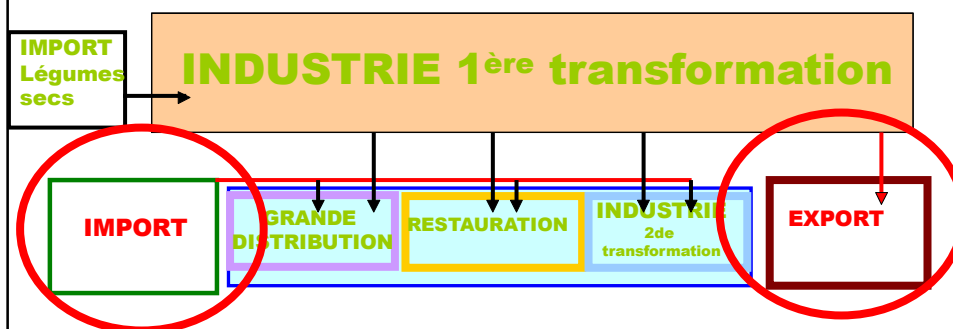 IMPORT
Légumes
secs
INDUSTRIE 1ère transformation
IMPORT
GRANDE
DISTRIBUTION
RESTAURATION
INDUSTRIE
2de
transformation
EXPORT